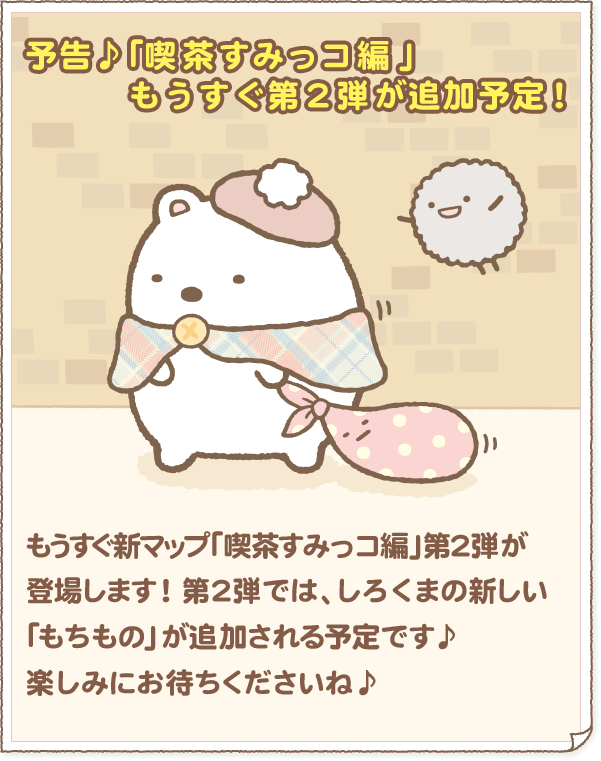 予告♪「喫茶すみっコ編」
もうすぐ第２弾が追加予定！
もうすぐ新マップ「喫茶すみっコ編」第2弾が
登場します！第２弾では、しろくまの新しい
「もちもの」が追加される予定です♪
楽しみにお待ちくださいね♪